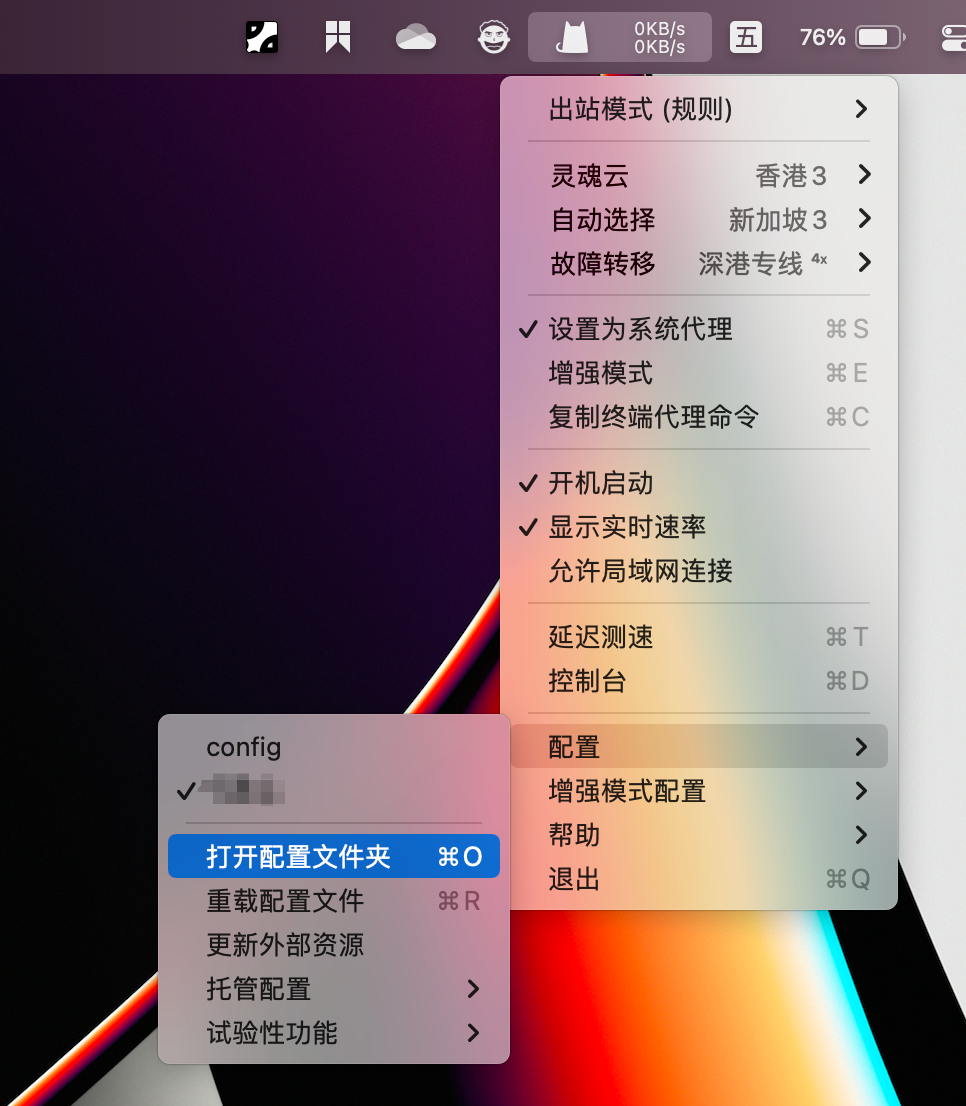 0KB/s
0KB/s
五
76%
出站模式 (规则)
灵魂云 香港 3
自动选择 新加坡 3
故障转移 深港专线 ⁴ˣ
设置为系统代理 ⌘ S
增强模式 ⌘ E
复制终端代理命令 ⌘ C
开机启动
显示实时速率
允许局域网连接
延迟测速 ⌘ T
控制台 ⌘ D
配置
增强模式配置
帮助
退出 ⌘ Q
config
打开配置文件夹 ⌘ O
重载配置文件 ⌘ R
更新外部资源
托管配置
试验性功能